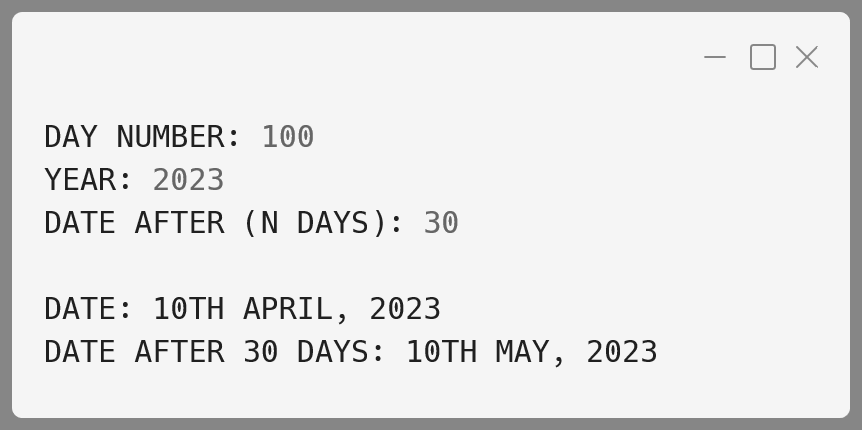 DAY NUMBER: 100
YEAR: 2023
DATE AFTER (N DAYS): 30
DATE: 10TH APRIL, 2023
DATE AFTER 30 DAYS: 10TH MAY, 2023